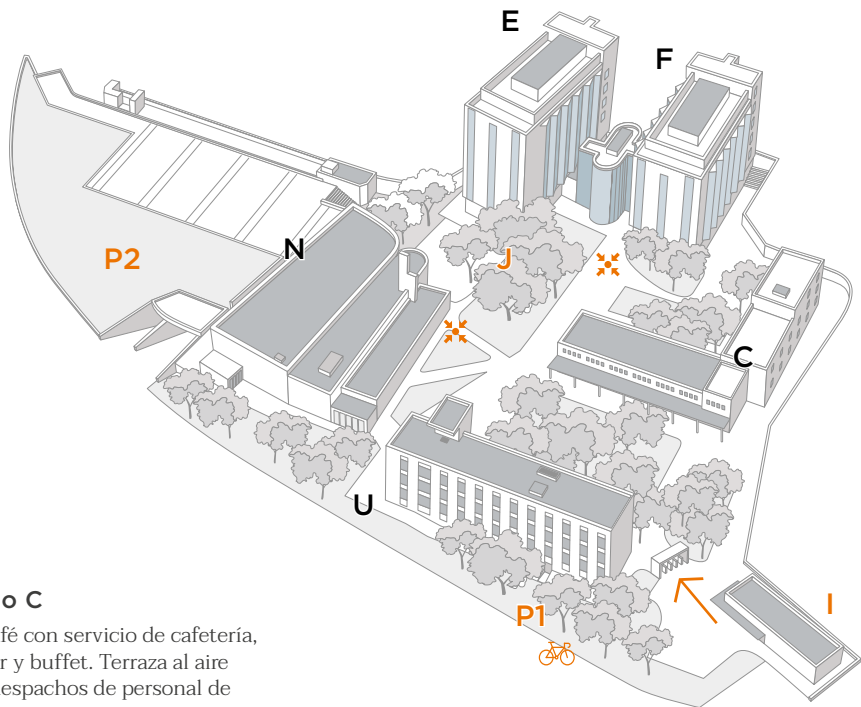 E
F
N
P2
J
C
U
P1
I
o C
fé con servicio de cafetería,
r y buffet. Terraza al aire
espachos de personal de